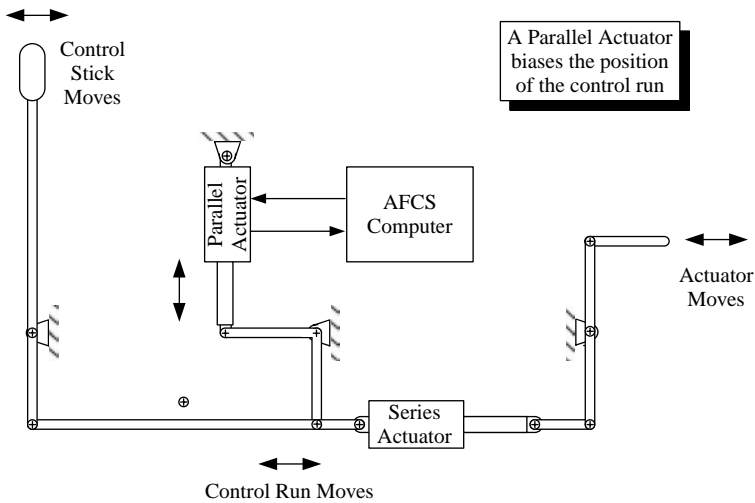 Control
Stick
Moves
A Parallel Actuator
biases the position
of the control run
Parallel
Actuator
AFCS
Computer
Actuator
Moves
Series
Actuator
Control Run Moves